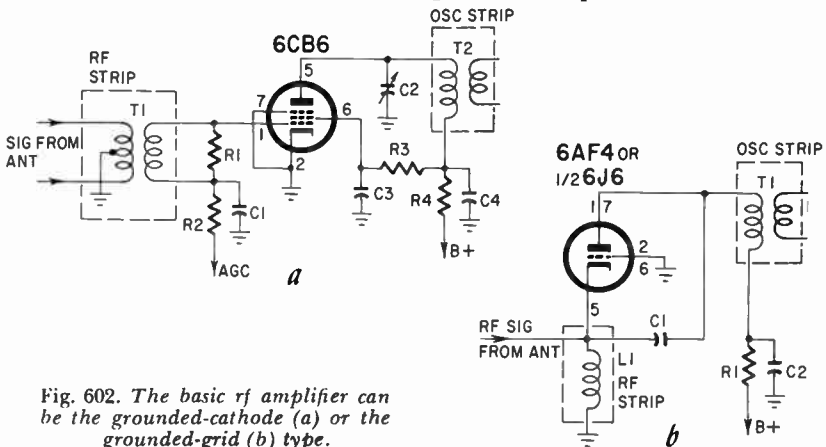 OSC STRIP
T2
6CB6
RF
STRIP
T1
5
7
6
1
2
C2
SIG FROM
ANT
R1
R3
C3
R4
C4
C1
R2
B+
AGC
a
6AF4 OR
1/2 6J6
OSC STRIP
T1
1 7
2
6
5
C1
RF SIG
FROM ANT
L1
RF
STRIP
R1
C2
B+
b
Fig. 602. The basic rf amplifier can
be the grounded-cathode (a) or the
grounded-grid (b) type.